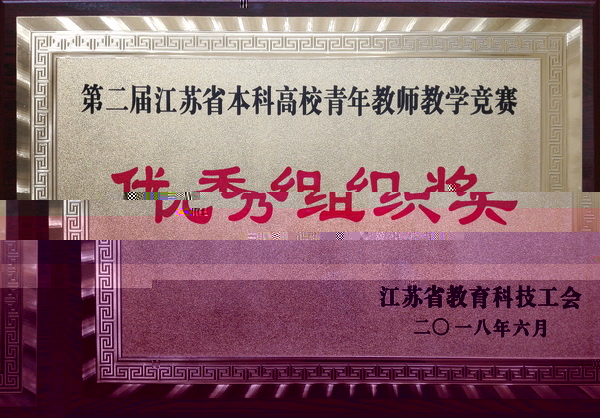 第二届江苏省本科高校青年教师教学竞赛
优秀组织奖
江苏省教育科技工会
二〇一八年六月